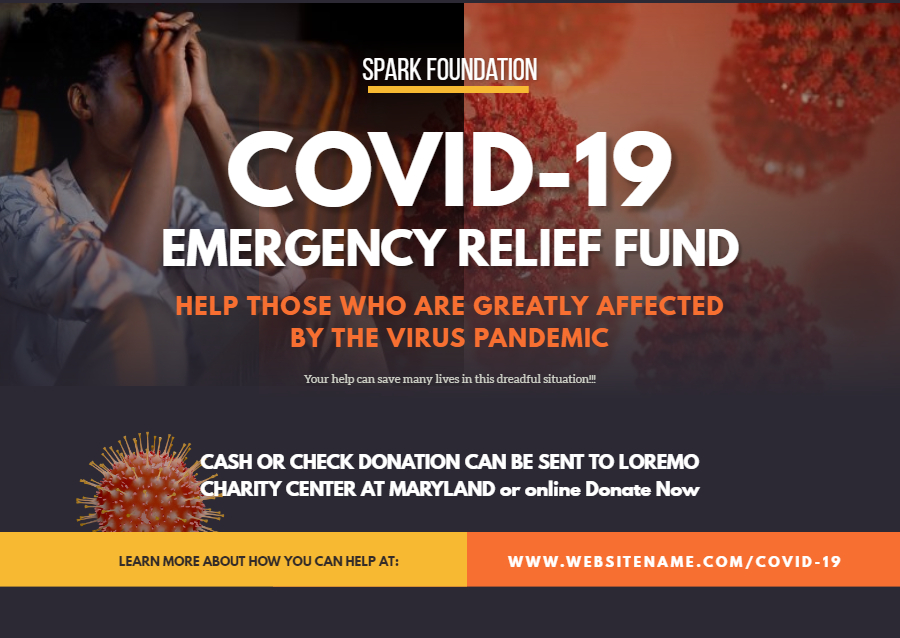 SPARK FOUNDATION
COVID-19
EMERGENCY RELIEF FUND
HELP THOSE WHO ARE GREATLY AFFECTED
BY THE VIRUS PANDEMIC
Your help can save many lives in this dreadful situation!!!
CASH OR CHECK DONATION CAN BE SENT TO LOREMO
CHARITY CENTER AT MARYLAND or online Donate Now
LEARN MORE ABOUT HOW YOU CAN HELP AT:
WWW.WEBSITENAME.COM/COVID-19